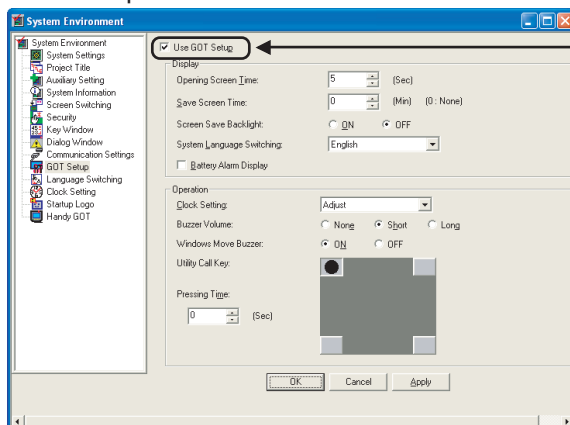 System Environment
System Environment
System Settings
Project Title
Auxiliary Setting
System Information
Screen Switching
Security
Key Window
Dialog Window
Communication Settings
GOT Setup
Language Switching
Clock Setting
Startup Logo
Handy GOT
Use GOT Setup
Display
Opening Screen Time: 5 (Sec)
Save Screen Time: 0 (Min) (0 : None)
Screen Save Backlight: ON OFF
System Language Switching: English
Battery Alarm Display
Operation
Clock Setting: Adjust
Buzzer Volume: None Short Long
Windows Move Buzzer: ON OFF
Utility Call Key:
Pressing Time:
0 (Sec)
OK Cancel Apply